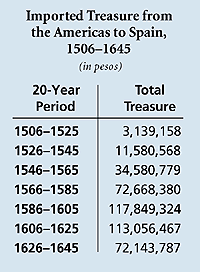 Imported Treasure from
the Americas to Spain,
1506–1645
(in pesos)
20-Year Period Total Treasure
1506–1525 3,139,158
1526–1545 11,580,568
1546–1565 34,580,779
1566–1585 72,668,380
1586–1605 117,849,324
1606–1625 113,056,467
1626–1645 72,143,787